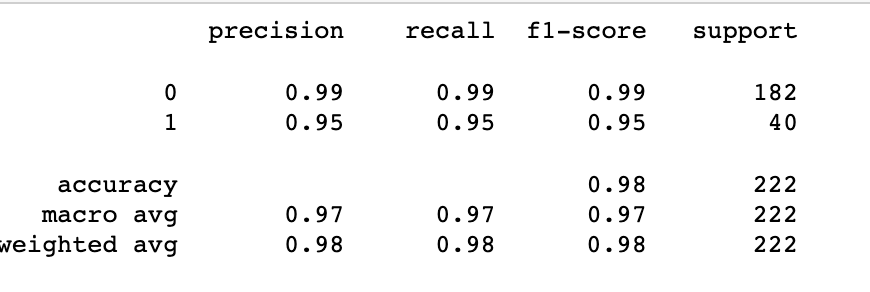 precision recall f1-score support
0 0.99 0.99 0.99 182
1 0.95 0.95 0.95 40
accuracy 0.98 222
macro avg 0.97 0.97 0.97 222
weighted avg 0.98 0.98 0.98 222